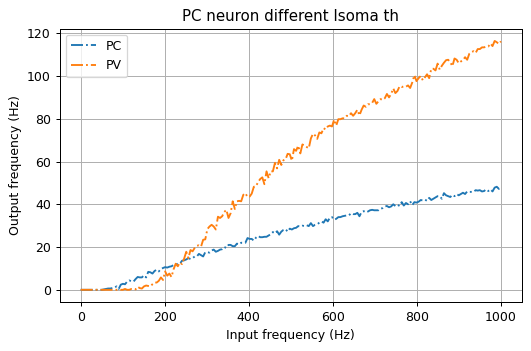 PC neuron different Isoma th
120
100
80
60
40
20
0
Output frequency (Hz)
PC
PV
0
200
400
600
800
1000
Input frequency (Hz)